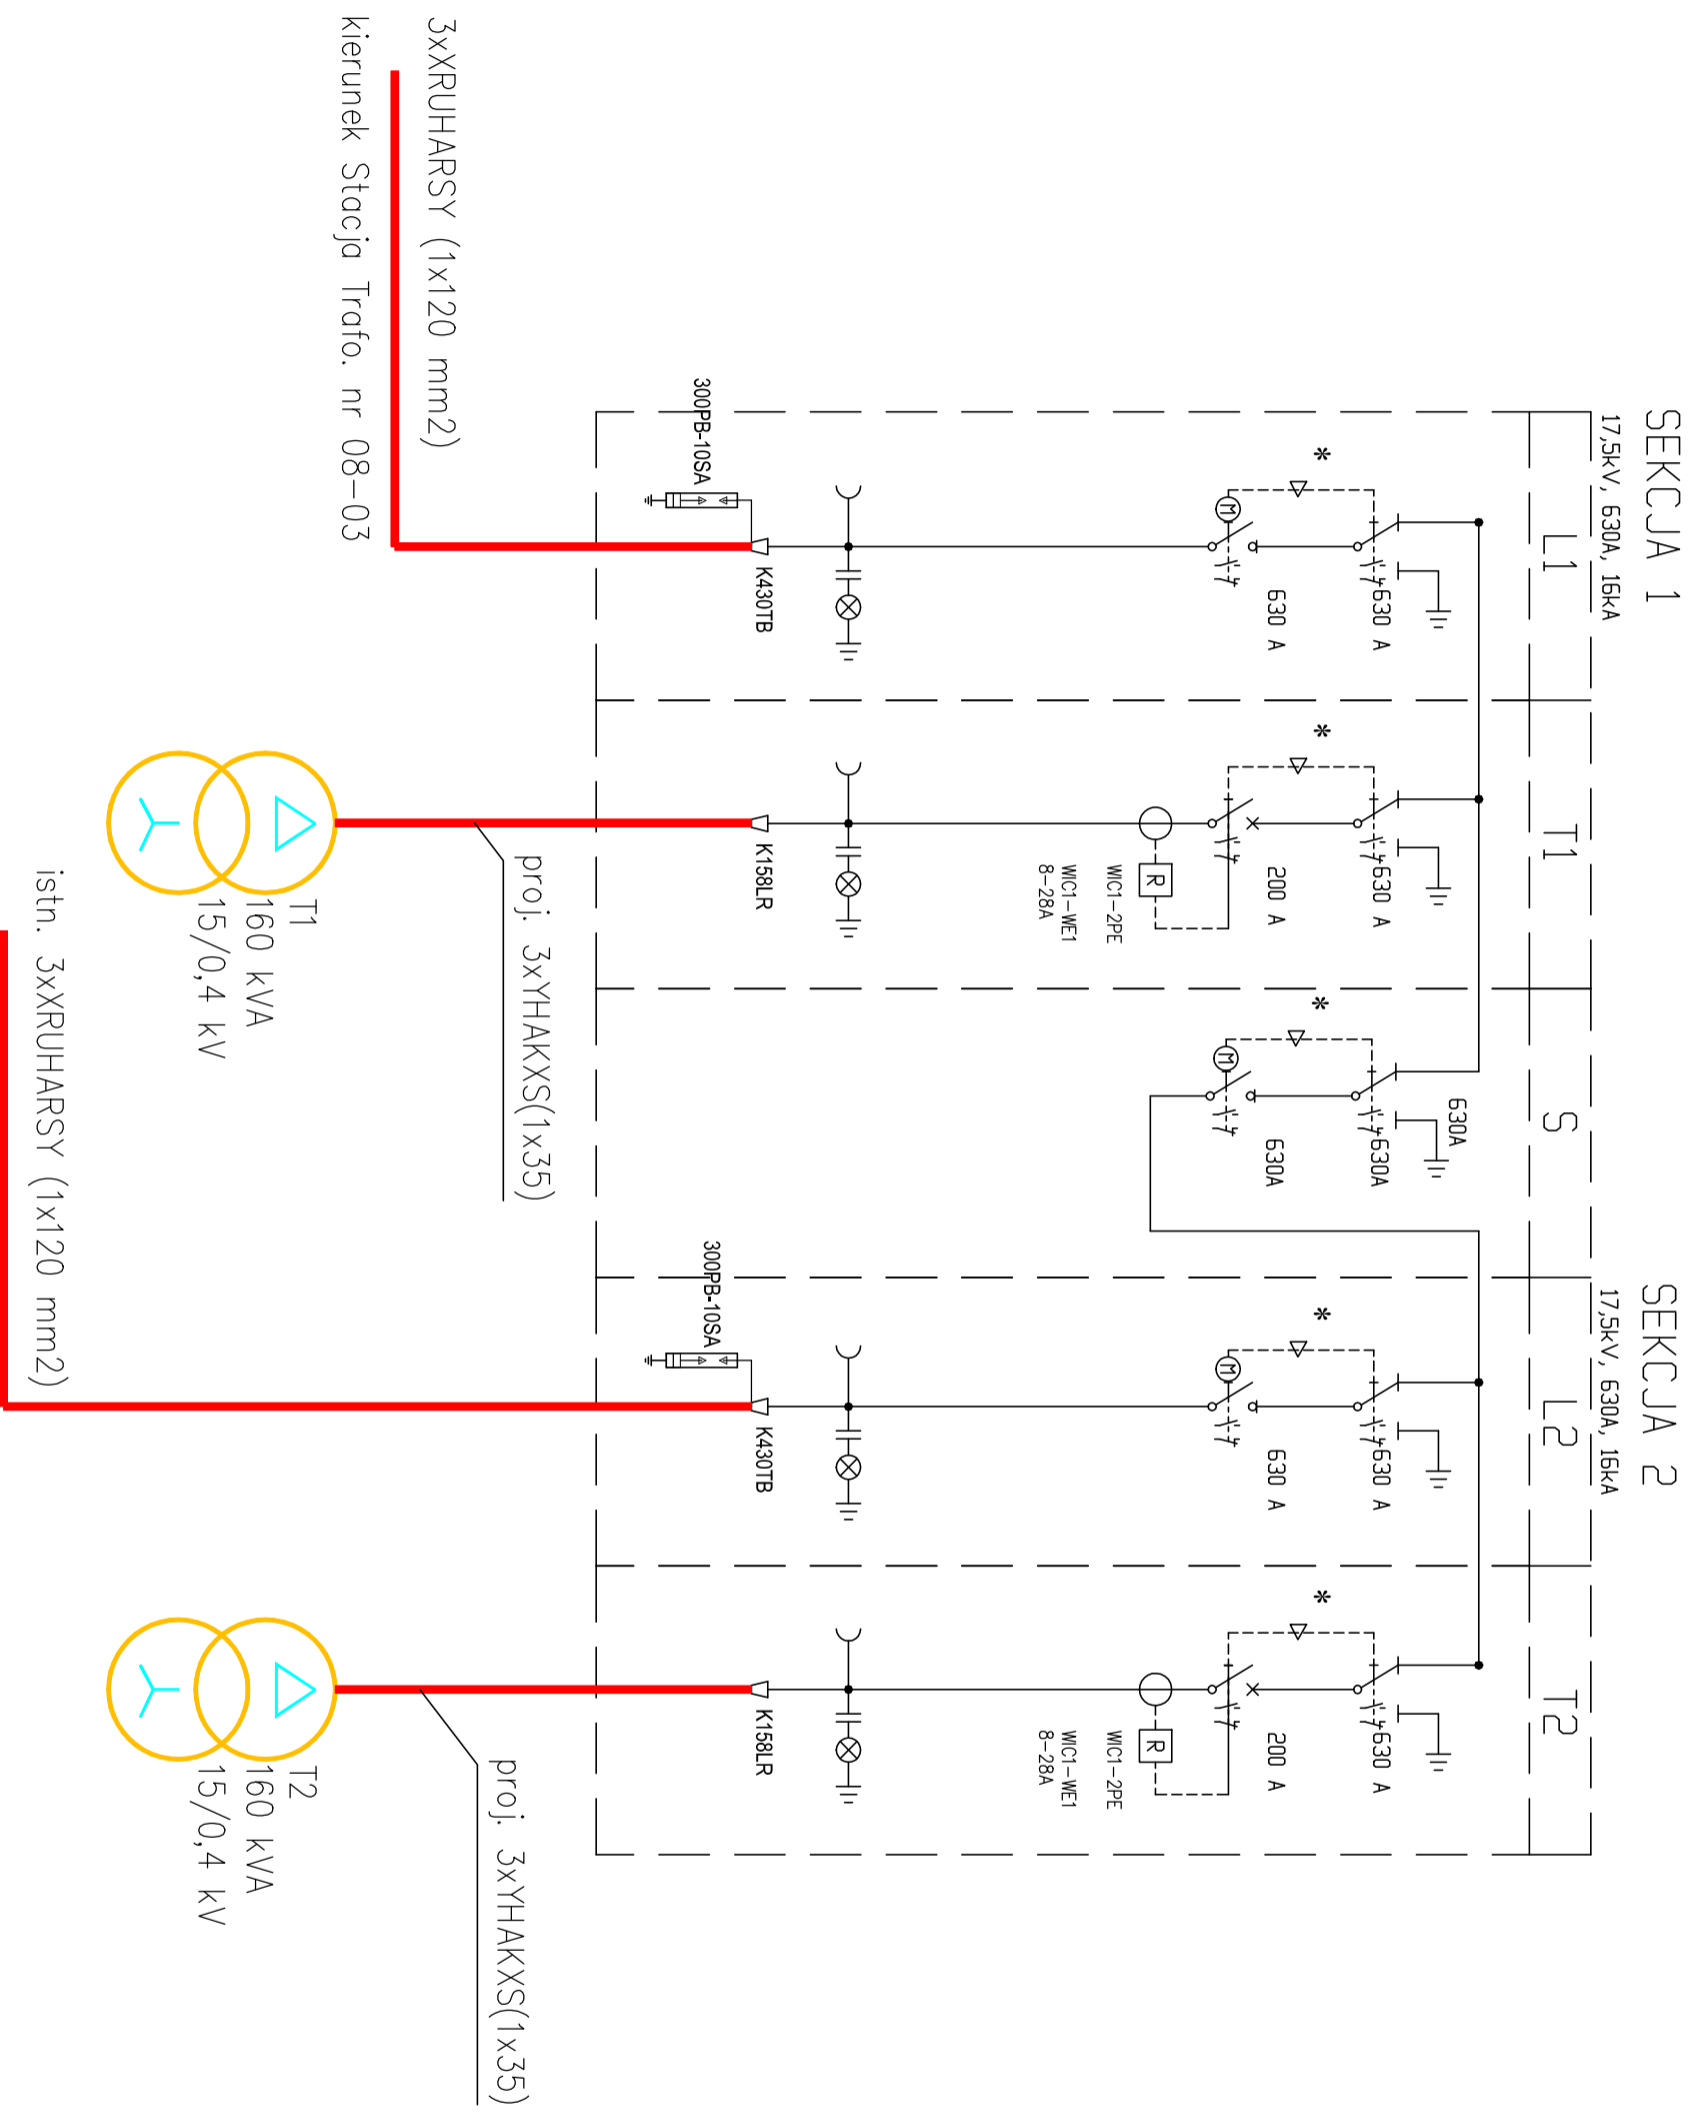 SEKCJA 1
17,5kV, 630A, 16kA
SEKCJA 2
17,5kV, 630A, 16kA
L1
T1
S
L2
T2
630A
*
630 A
M
630 A
*
630 A
200 A
R
WIC1-2PE
WIC1-WE1
8-28A
*
630A
M
630A
*
630 A
M
630 A
*
630 A
200 A
R
WIC1-2PE
WIC1-WE1
8-28A
K430TB
300PB-10SA
K158LR
K430TB
300PB-10SA
K158LR
3xXRUHARSY (1x120 mm2)
kierunek Stacja Trafo. nr 08-03
proj. 3xYHAKXS(1x35)
T1
160 kVA
15/0,4 kV
istn. 3xXRUHARSY (1x120 mm2)
proj. 3xYHAKXS(1x35)
T2
160 kVA
15/0,4 kV